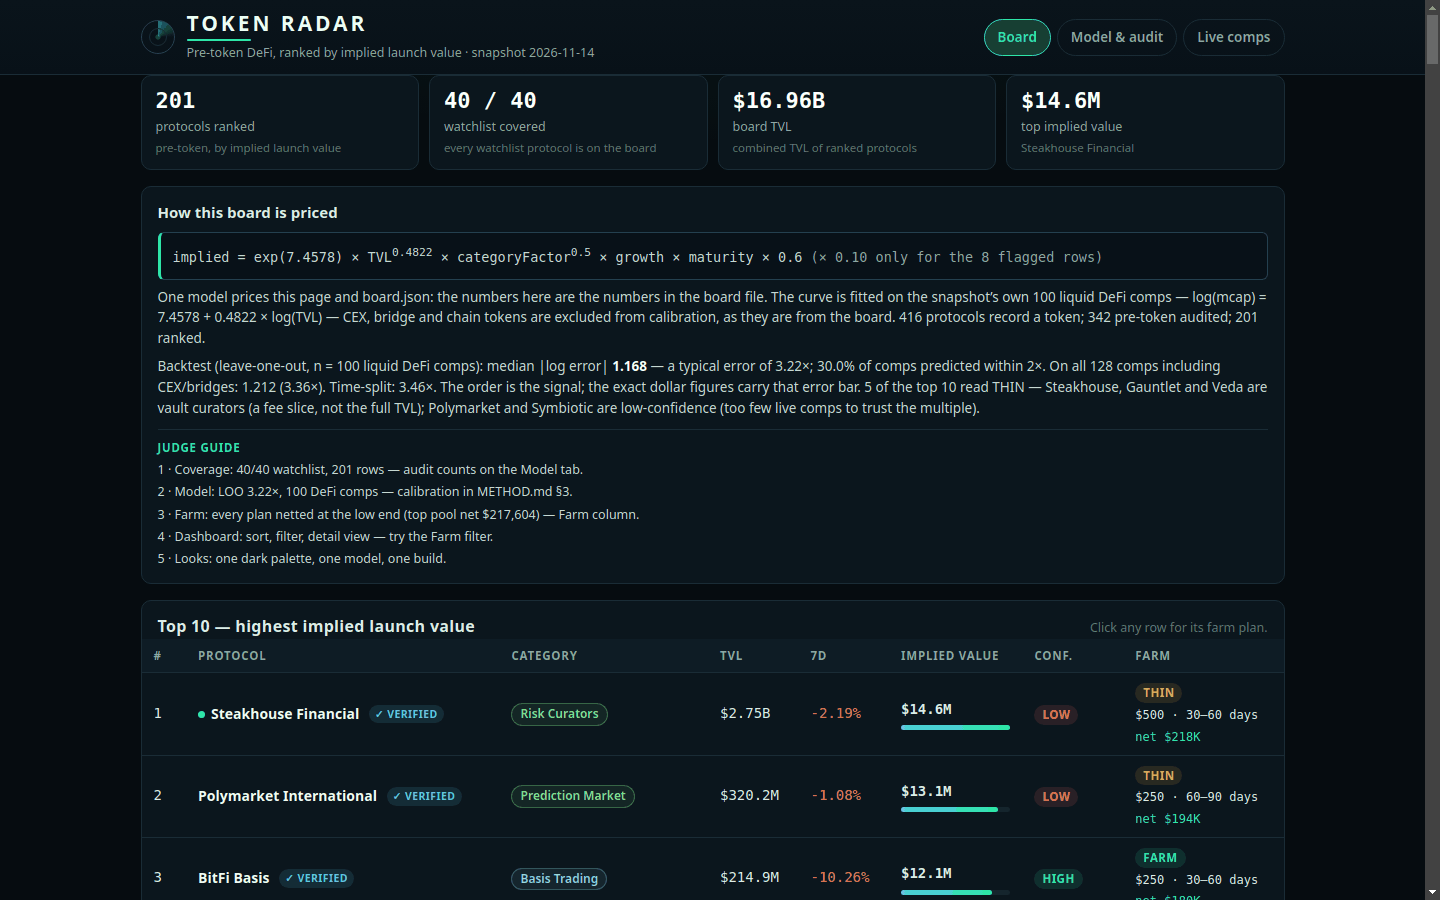 TOKEN RADAR
Pre-token DeFi, ranked by implied launch value · snapshot 2026-11-14
Board
Model & audit
Live comps
201
protocols ranked
pre-token, by implied launch value
40 / 40
watchlist covered
every watchlist protocol is on the board
$16.96B
board TVL
combined TVL of ranked protocols
$14.6M
top implied value
Steakhouse Financial
How this board is priced
implied = exp(7.4578) × TVL^0.4822 × categoryFactor^0.5 × growth × maturity × 0.6 (× 0.10 only for the 8 flagged rows)
One model prices this page and board.json: the numbers here are the numbers in the board file. The curve is fitted on the snapshot's own 100 liquid DeFi comps — log(mcap) =
7.4578 + 0.4822 × log(TVL) — CEX, bridge and chain tokens are excluded from calibration, as they are from the board. 416 protocols record a token; 342 pre-token audited; 201
ranked.
Backtest (leave-one-out, n = 100 liquid DeFi comps): median |log error| 1.168 — a typical error of 3.22×; 30.0% of comps predicted within 2×. On all 128 comps including
CEX/bridges: 1.212 (3.36×). Time-split: 3.46×. The order is the signal; the exact dollar figures carry that error bar. 5 of the top 10 read THIN — Steakhouse, Gauntlet and Veda are
vault curators (a fee slice, not the full TVL); Polymarket and Symbiotic are low-confidence (too few live comps to trust the multiple).
JUDGE GUIDE
1 · Coverage: 40/40 watchlist, 201 rows — audit counts on the Model tab.
2 · Model: LOO 3.22×, 100 DeFi comps — calibration in METHOD.md §3.
3 · Farm: every plan netted at the low end (top pool net $217,604) — Farm column.
4 · Dashboard: sort, filter, detail view — try the Farm filter.
5 · Looks: one dark palette, one model, one build.
Top 10 — highest implied launch value
Click any row for its farm plan.
# PROTOCOL CATEGORY TVL 7D IMPLIED VALUE CONF. FARM
1 Steakhouse Financial ✓ VERIFIED Risk Curators $2.75B -2.19% $14.6M LOW THIN
$500 · 30–60 days
net $218K
2 Polymarket International ✓ VERIFIED Prediction Market $320.2M -1.08% $13.1M LOW THIN
$250 · 60–90 days
net $194K
3 BitFi Basis ✓ VERIFIED Basis Trading $214.9M -10.26% $12.1M HIGH FARM
$250 · 30–60 days
net $180K